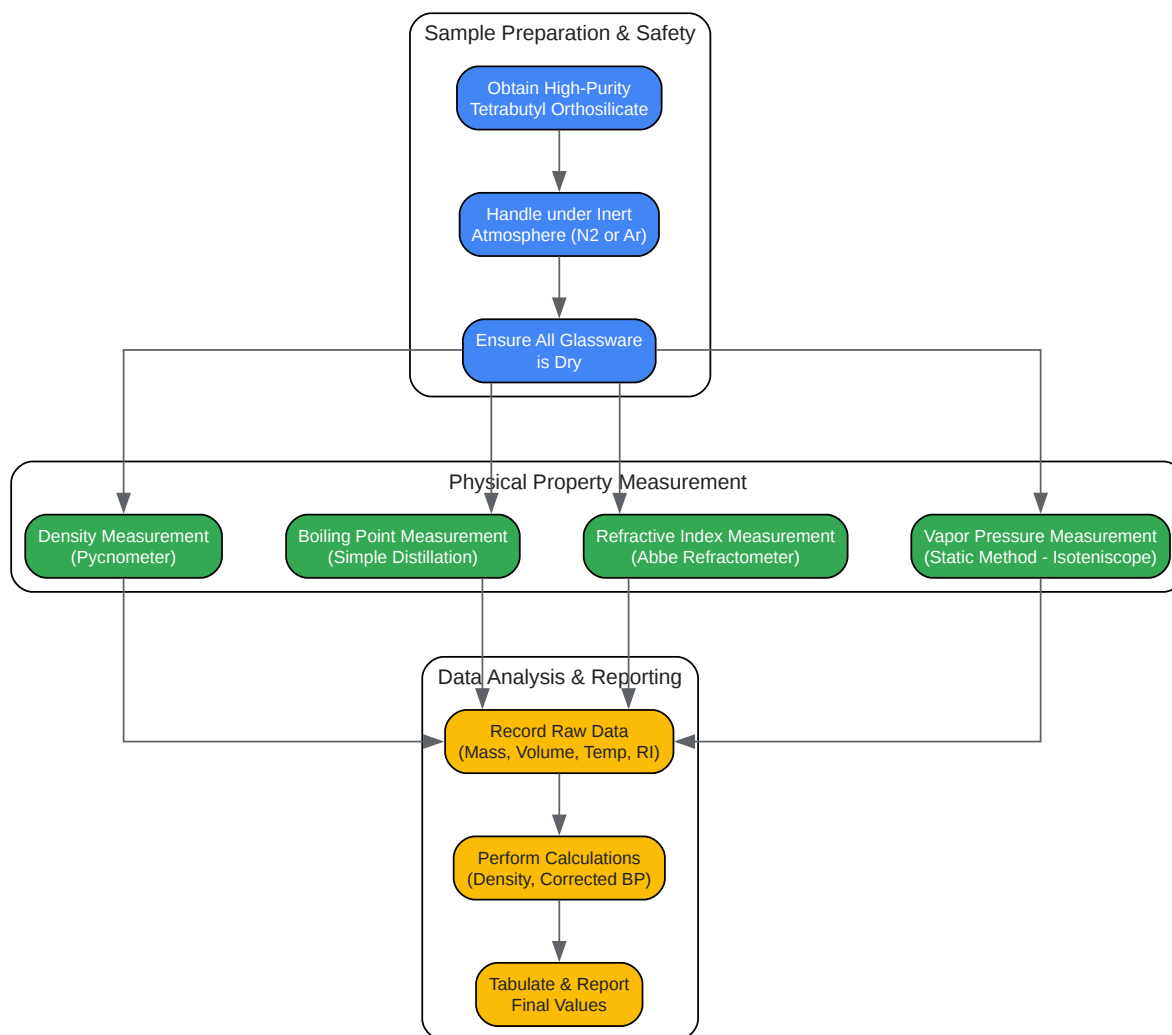 Sample Preparation & Safety
Obtain High-Purity
Tetrabutyl Orthosilicate
Handle under Inert
Atmosphere (N2 or Ar)
Ensure All Glassware
is Dry
Physical Property Measurement
Density Measurement
(Pycnometer)
Boiling Point Measurement
(Simple Distillation)
Refractive Index Measurement
(Abbe Refractometer)
Vapor Pressure Measurement
(Static Method - Isoteniscope)
Data Analysis & Reporting
Record Raw Data
(Mass, Volume, Temp, RI)
Perform Calculations
(Density, Corrected BP)
Tabulate & Report
Final Values